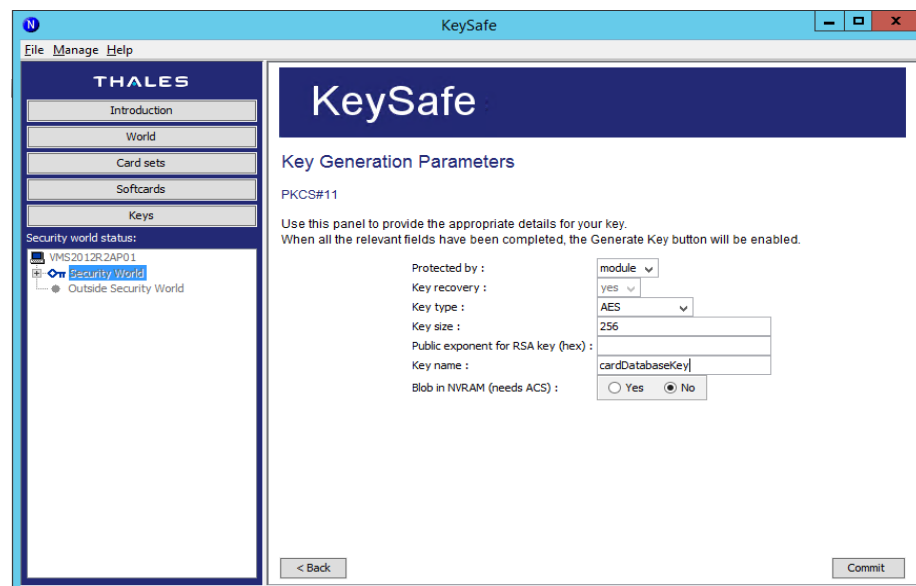 KeySafe
File Manage Help
THALES
Introduction
World
Card sets
Softcards
Keys
Security world status:
VMS2012R2AP01
Security World
Outside Security World
KeySafe
Key Generation Parameters
PKCS#11
Use this panel to provide the appropriate details for your key.
When all the relevant fields have been completed, the Generate Key button will be enabled.
Protected by : module
Key recovery : yes
Key type : AES
Key size : 256
Public exponent for RSA key (hex) :
Key name : cardDatabaseKey
Blob in NVRAM (needs ACS) : Yes No
< Back
Commit